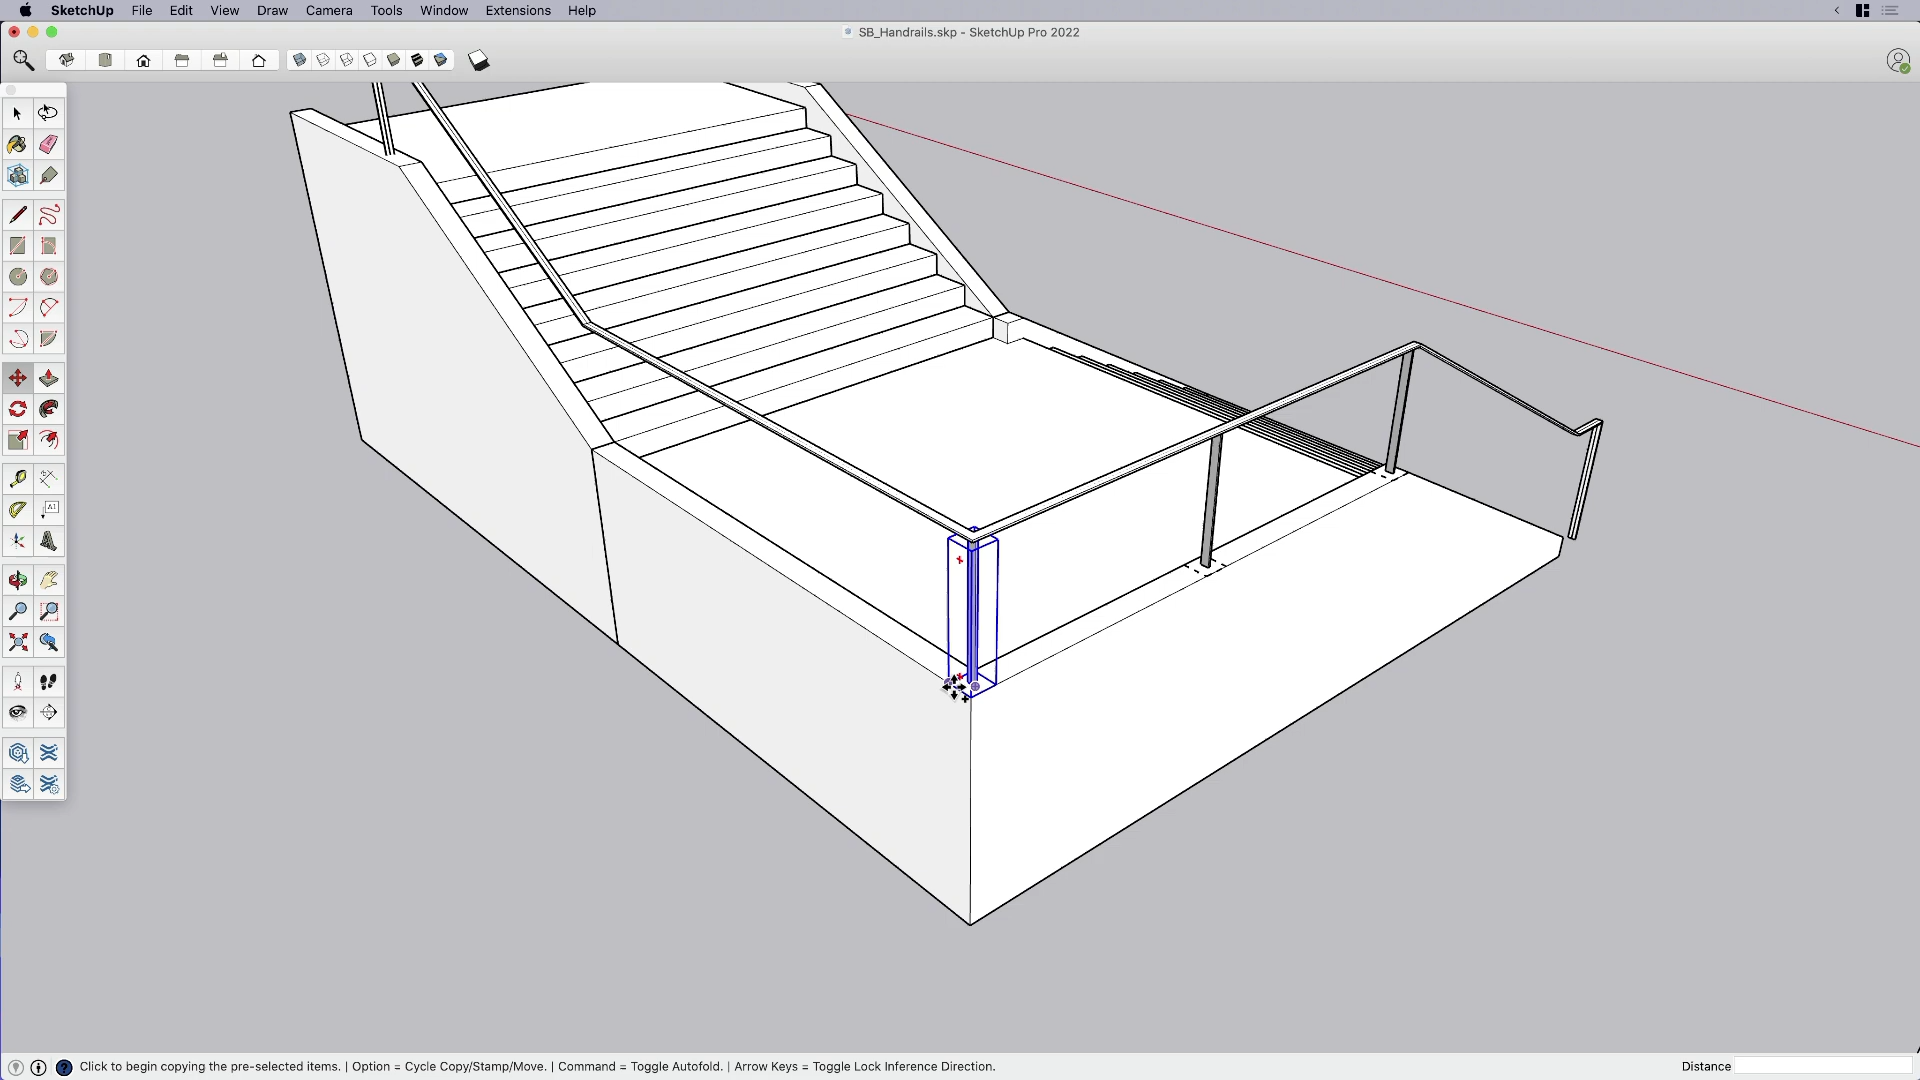 SketchUp File Edit View Draw Camera Tools Window Extensions Help
SB_Handrails.skp - SketchUp Pro 2022
A1
Click to begin copying the pre-selected items. | Option = Cycle Copy/Stamp/Move. | Command = Toggle Autofold. | Arrow Keys = Toggle Lock Inference Direction.
Distance